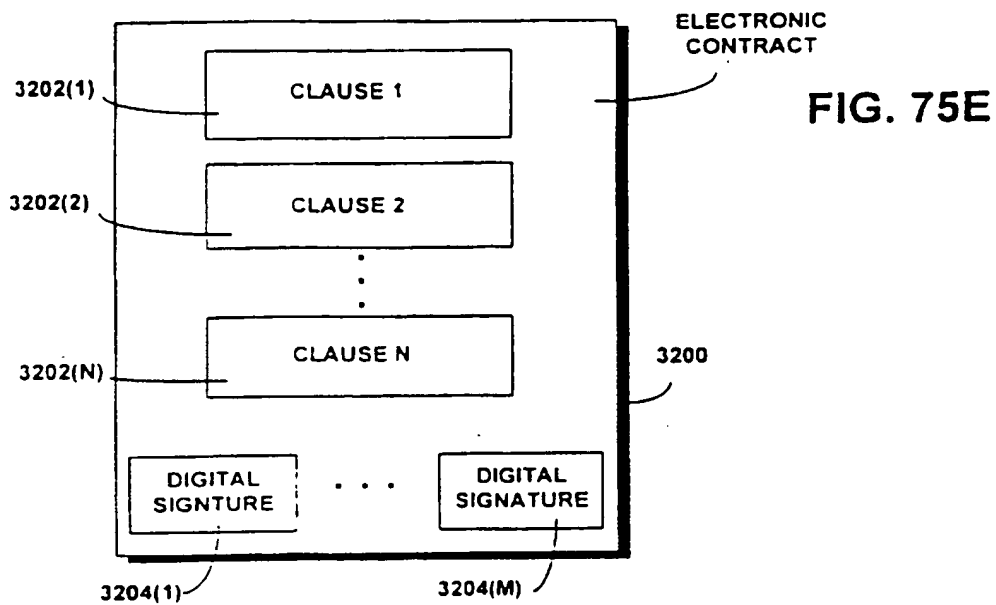 ELECTRONIC
CONTRACT
FIG. 75E
3202(1)
CLAUSE 1
3202(2)
CLAUSE 2
CLAUSE N
3202(N)
3200
DIGITAL
SIGNTURE
. . .
DIGITAL
SIGNATURE
3204(1)
3204(M)